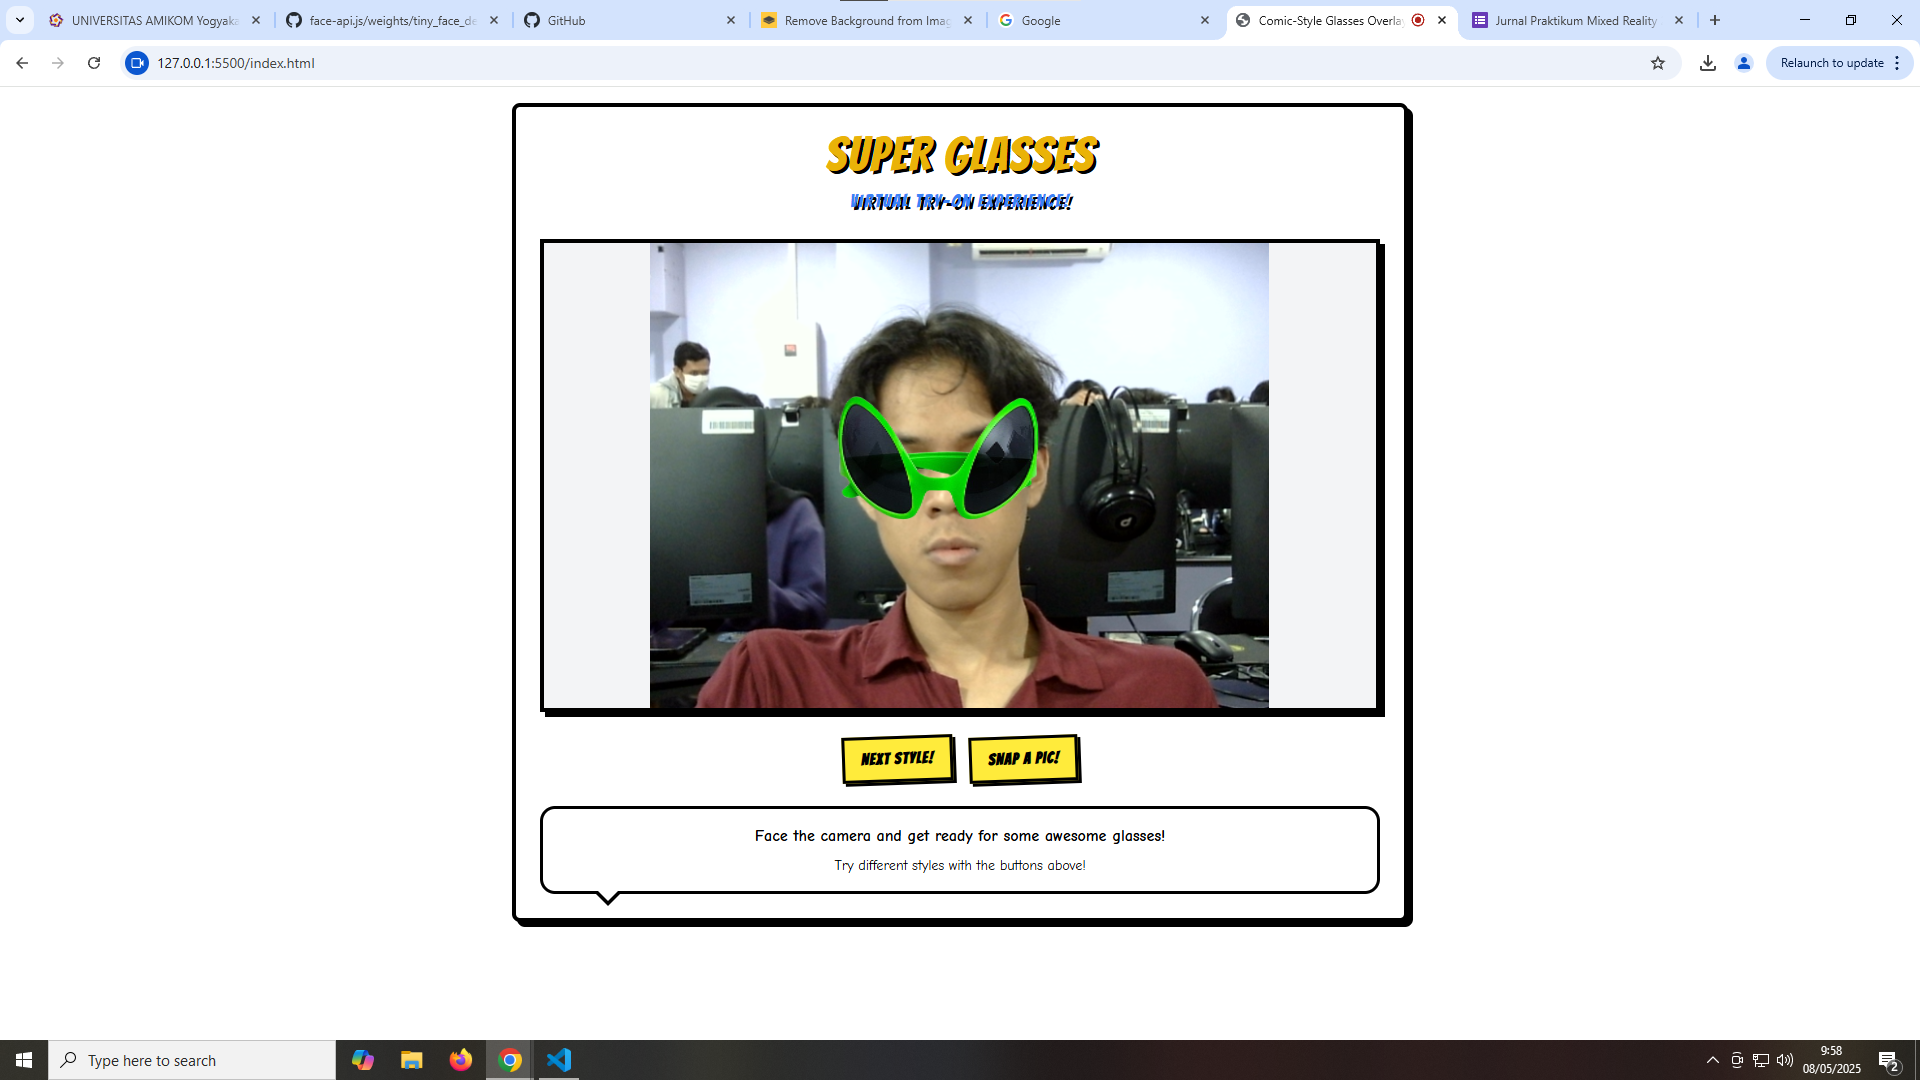 UNIVERSITAS AMIKOM Yogyaka
face-api.js/weights/tiny_face_de
GitHub
Remove Background from Imag
Google
Comic-Style Glasses Overlay
Jurnal Praktikum Mixed Reality
127.0.0.1:5500/index.html
Relaunch to update
SUPER GLASSES
VIRTUAL TRY-ON EXPERIENCE!
NEXT STYLE!
SNAP A PIC!
Face the camera and get ready for some awesome glasses!
Try different styles with the buttons above!
Type here to search
9:58
08/05/2025
2